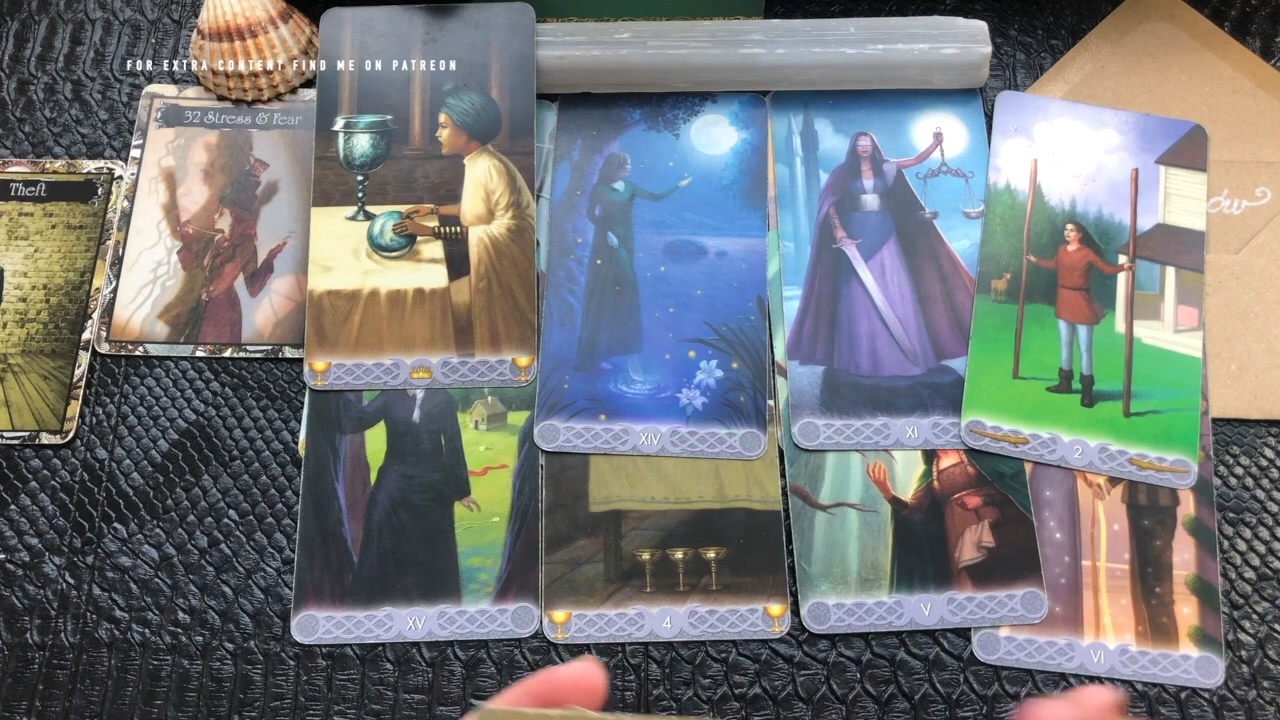 FOR EXTRA CONTENT FIND ME ON PATREON
32 Stress & Fear
Theft
XIV
XI
2
XV
4
V
VI